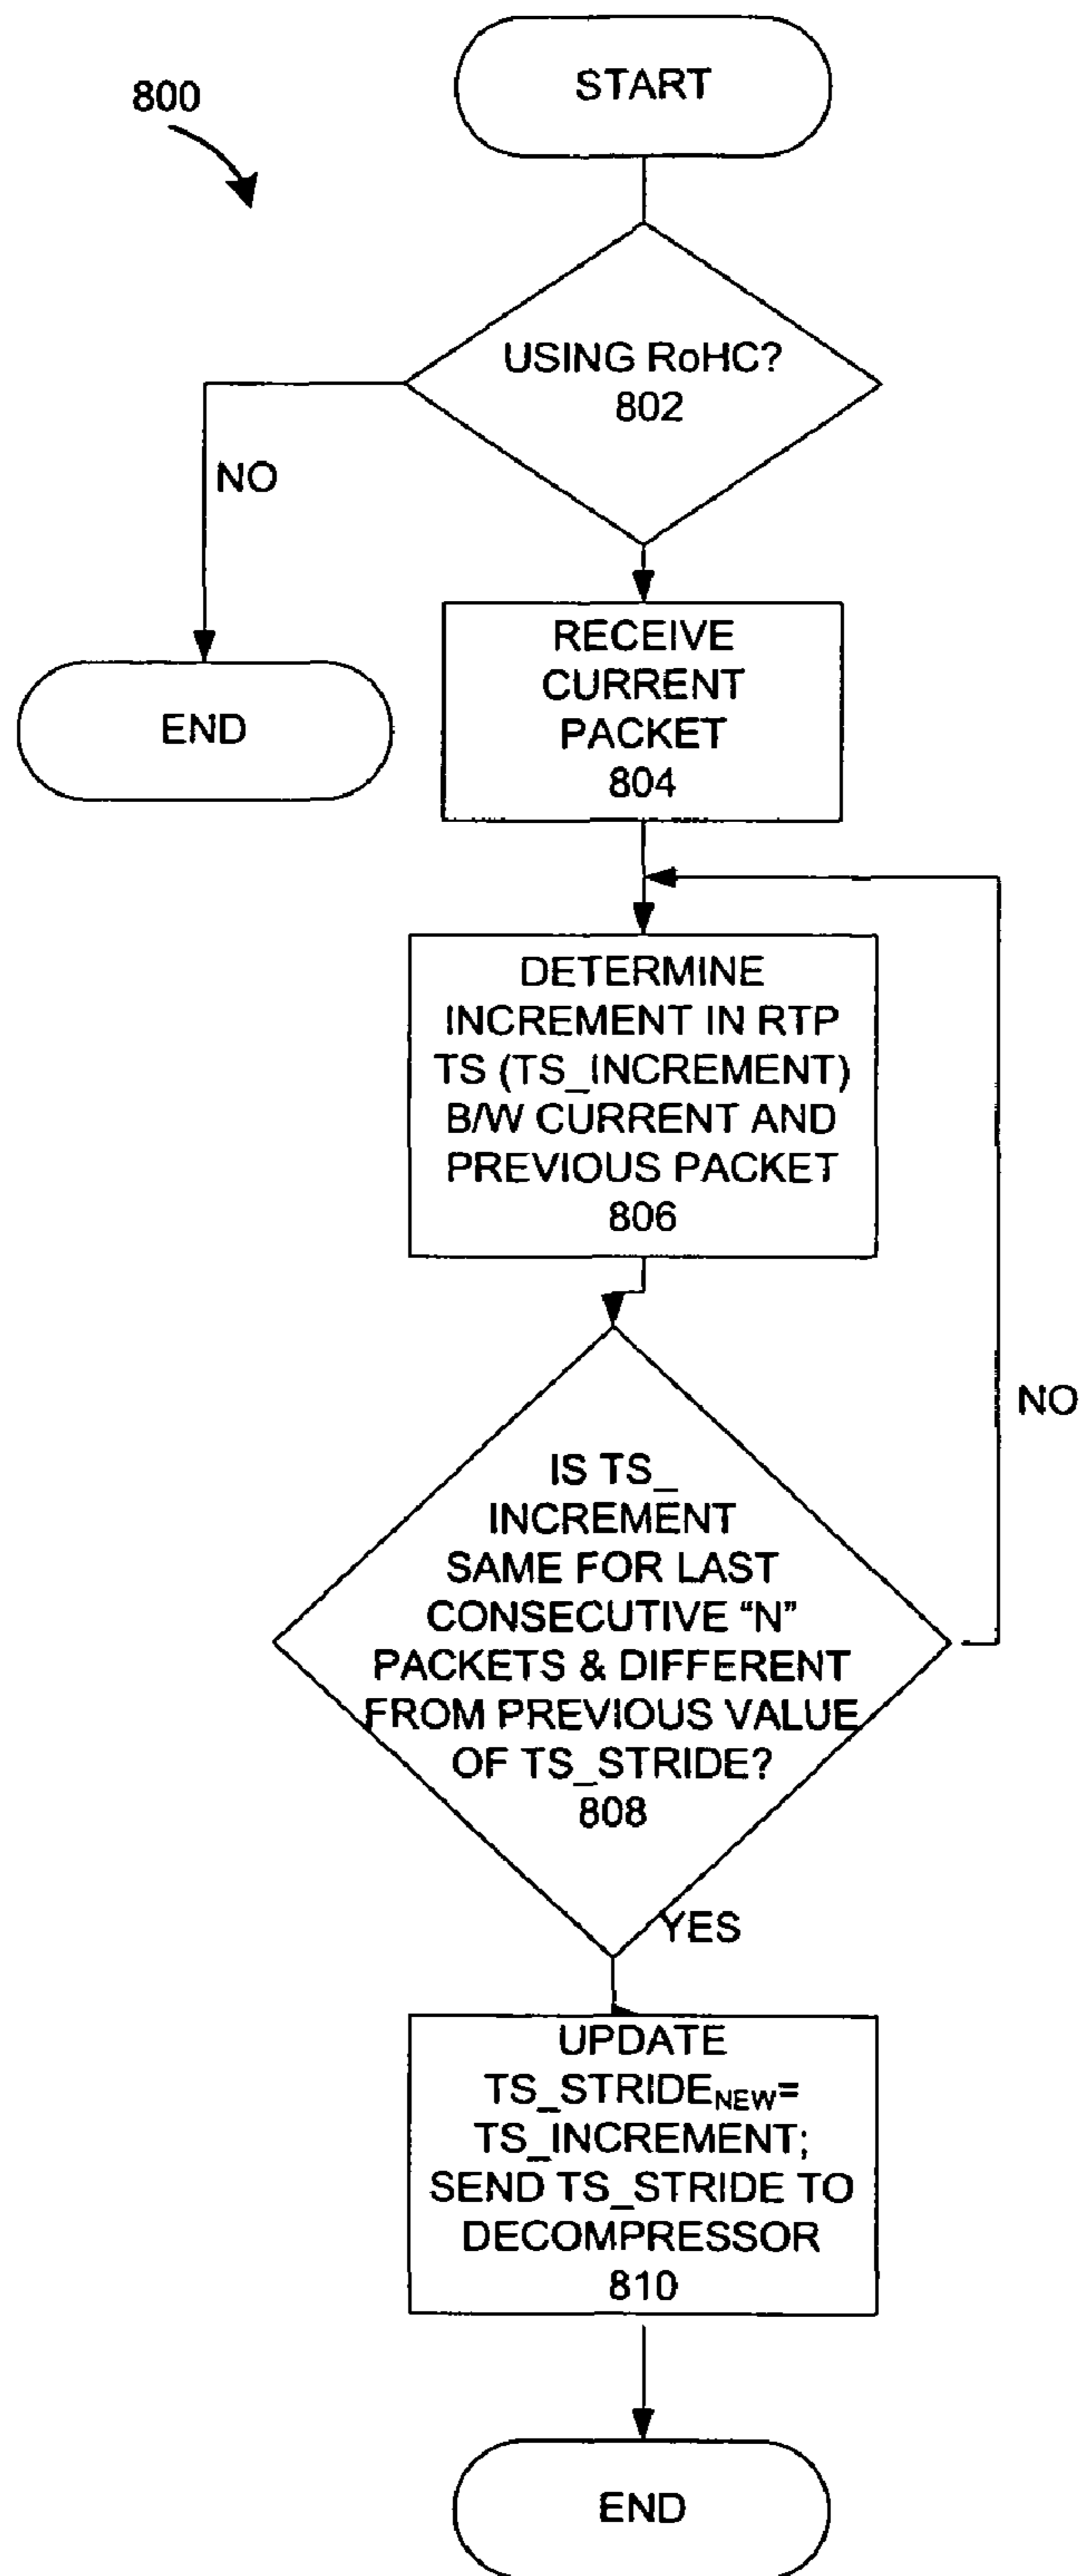 START
800
USING RoHC?
802
NO
RECEIVE
CURRENT
PACKET
804
END
DETERMINE
INCREMENT IN RTP
TS (TS_INCREMENT)
B/W CURRENT AND
PREVIOUS PACKET
806
NO
IS TS_
INCREMENT
SAME FOR LAST
CONSECUTIVE “N”
PACKETS & DIFFERENT
FROM PREVIOUS VALUE
OF TS_STRIDE?
808
YES
UPDATE
TS_STRIDENEW=
TS_INCREMENT;
SEND TS_STRIDE TO
DECOMPRESSOR
810
END